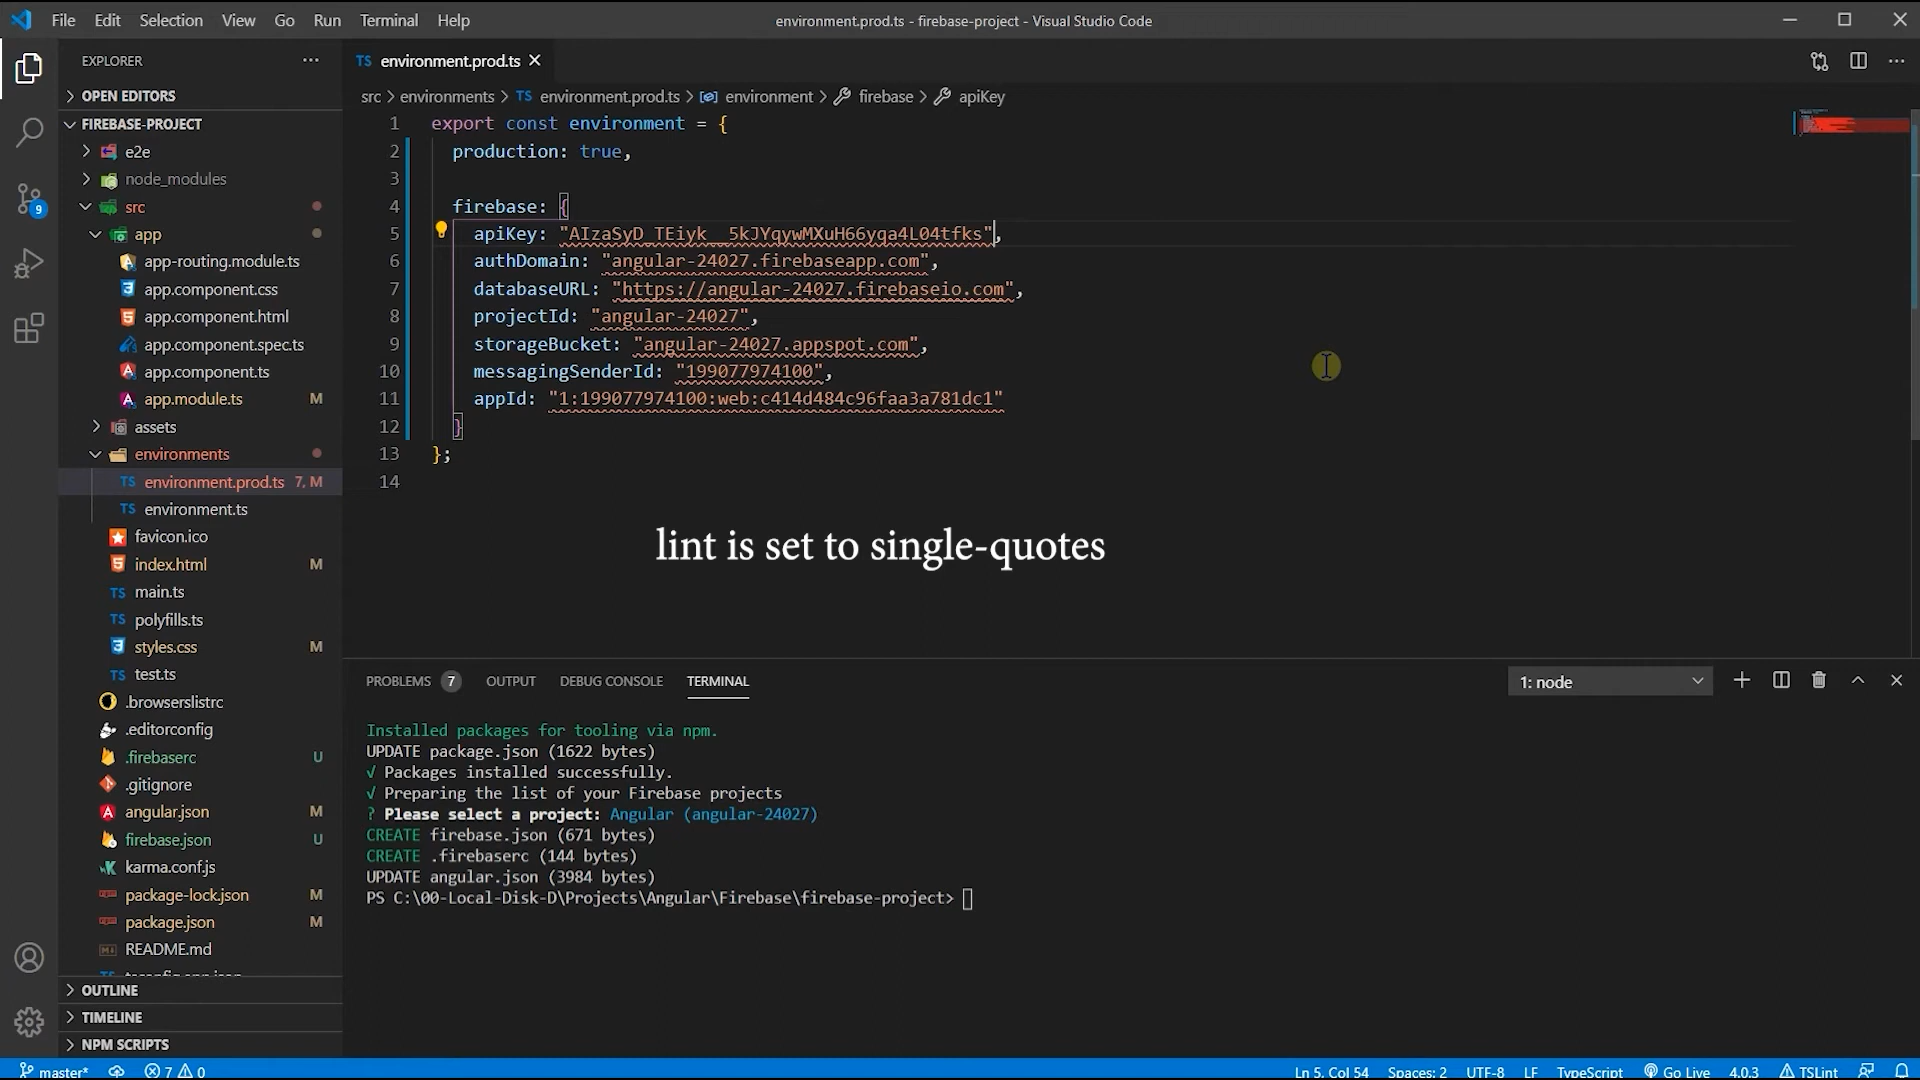 File Edit Selection View Go Run Terminal Help
environment.prod.ts - firebase-project - Visual Studio Code
EXPLORER
OPEN EDITORS
FIREBASE-PROJECT
e2e
node_modules
src
app
app-routing.module.ts
app.component.css
app.component.html
app.component.spec.ts
app.component.ts
app.module.ts M
assets
environments
environment.prod.ts 7, M
environment.ts
favicon.ico
index.html M
main.ts
polyfills.ts
styles.css M
test.ts
.browserslistrc
.editorconfig
.firebaserc U
.gitignore
angular.json M
firebase.json U
karma.conf.js
package-lock.json M
package.json M
README.md
OUTLINE
TIMELINE
NPM SCRIPTS
9
TS environment.prod.ts
src > environments > TS environment.prod.ts > environment > firebase > apiKey
1 export const environment = {
2 production: true,
3
4 firebase: {
5 apiKey: "AIzaSyD_TEiyk__5kJYqywMXuH66yqa4L04tfks",
6 authDomain: "angular-24027.firebaseapp.com",
7 databaseURL: "https://angular-24027.firebaseio.com",
8 projectId: "angular-24027",
9 storageBucket: "angular-24027.appspot.com",
10 messagingSenderId: "199077974100",
11 appId: "1:199077974100:web:c414d484c96faa3a781dc1"
12 }
13 };
14
lint is set to single-quotes
PROBLEMS 7 OUTPUT DEBUG CONSOLE TERMINAL
1: node
Installed packages for tooling via npm.
UPDATE package.json (1622 bytes)
√ Packages installed successfully.
√ Preparing the list of your Firebase projects
? Please select a project: Angular (angular-24027)
CREATE firebase.json (671 bytes)
CREATE .firebaserc (144 bytes)
UPDATE angular.json (3984 bytes)
PS C:\00-Local-Disk-D\Projects\Angular\Firebase\firebase-project>
master* 7 0
Ln 5, Col 54 Spaces: 2 UTF-8 LF TypeScript Go Live 4.0.3 TSLint